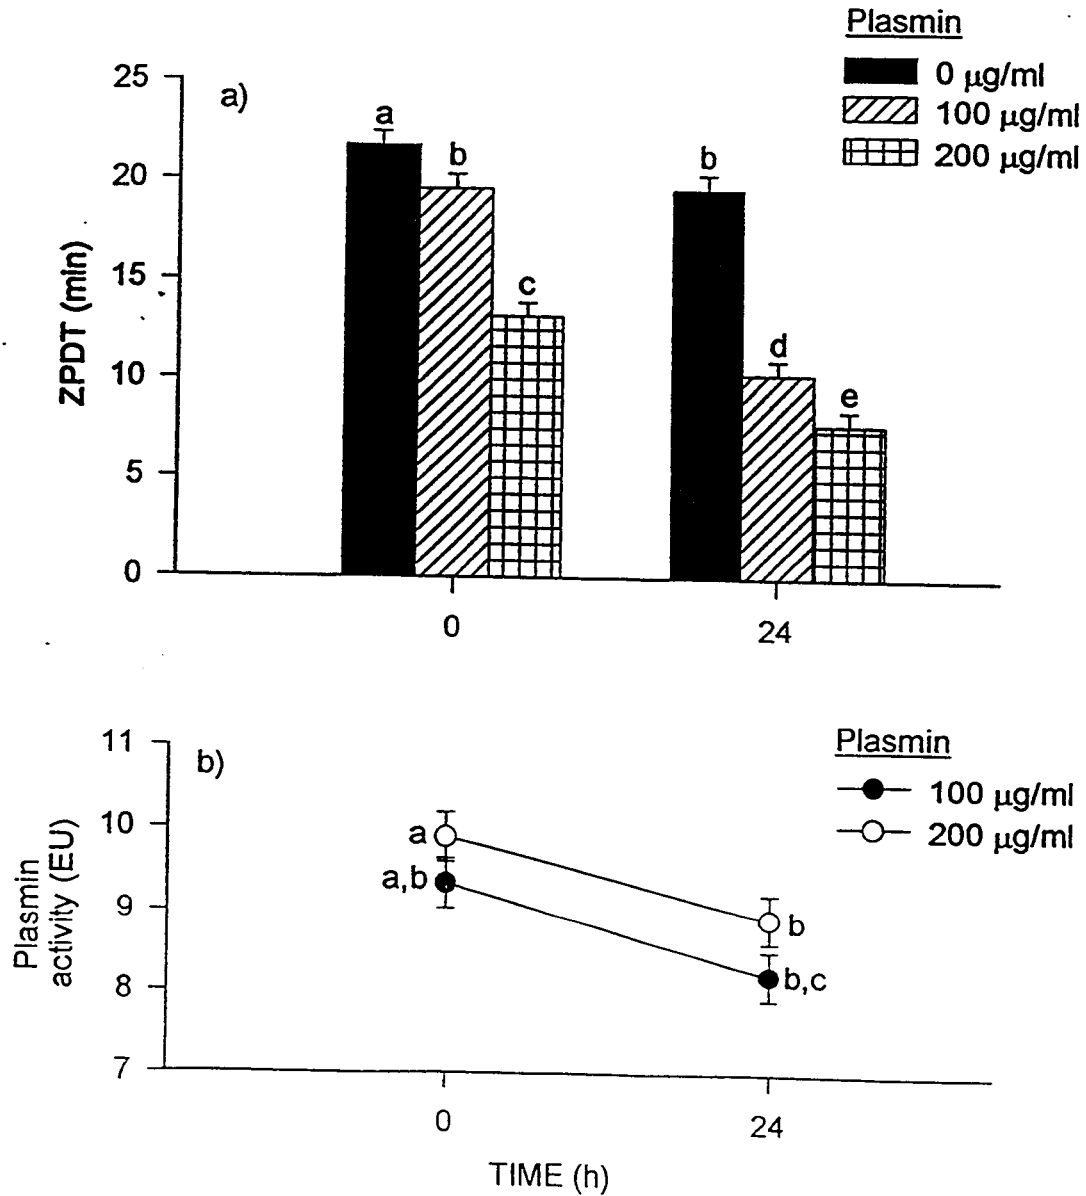 Plasmin
0 µg/ml
100 µg/ml
200 µg/ml
a)
ZPDT (min)
25
20
15
10
5
0
a
b
c
b
d
e
0
24
b)
Plasmin
100 µg/ml
200 µg/ml
Plasmin
activity (EU)
11
10
9
8
7
a
a,b
b
b,c
0
24
TIME (h)